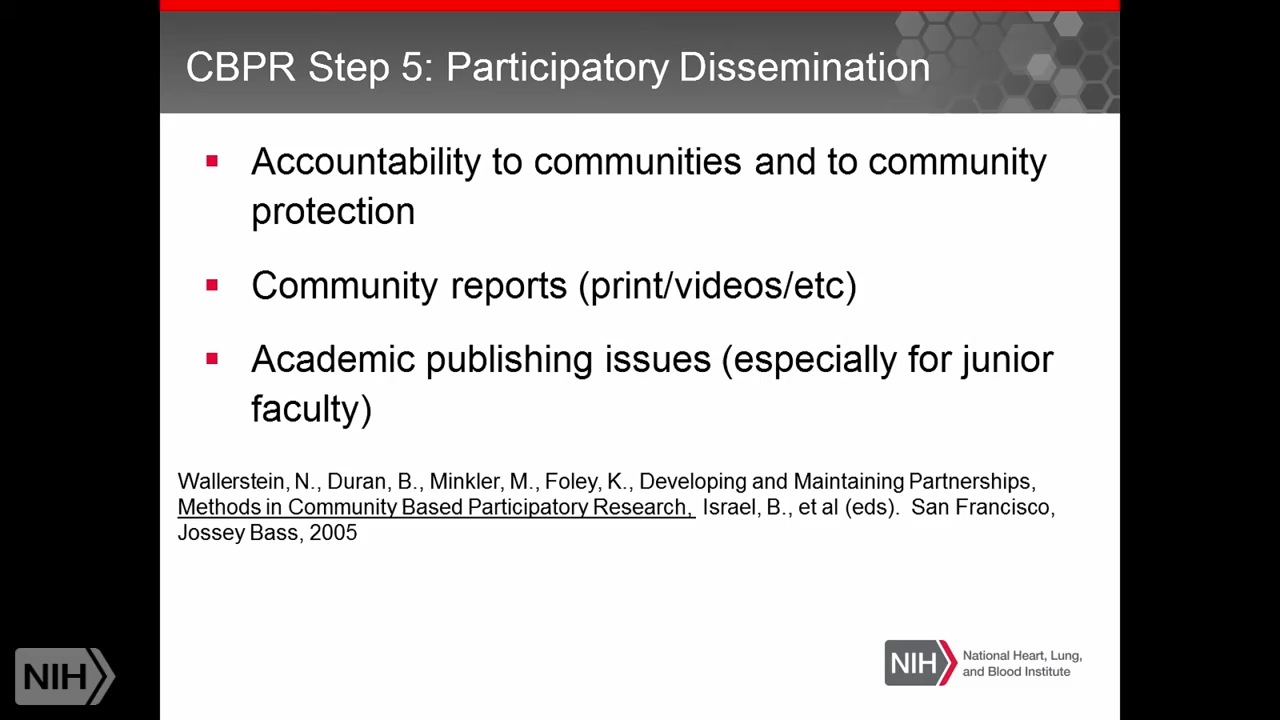 CBPR Step 5: Participatory Dissemination
Accountability to communities and to community
protection
Community reports (print/videos/etc)
Academic publishing issues (especially for junior
faculty)
Wallerstein, N., Duran, B., Minkler, M., Foley, K., Developing and Maintaining Partnerships,
Methods in Community Based Participatory Research, Israel, B., et al (eds). San Francisco,
Jossey Bass, 2005
NIH
National Heart, Lung,
and Blood Institute
NIH